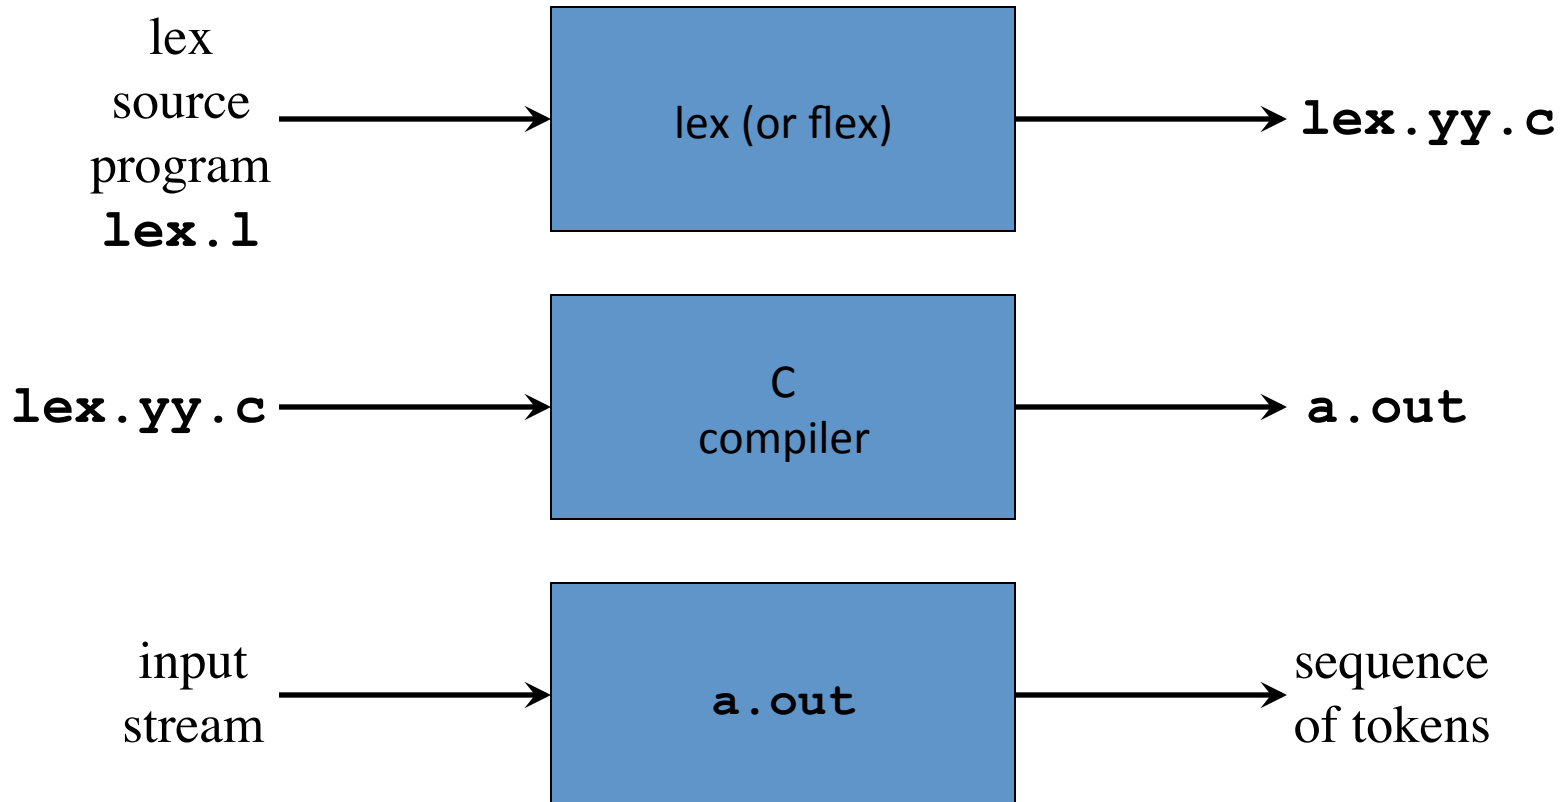 lex
source
program
lex.l
lex (or flex)
lex.yy.c
lex.yy.c
C
compiler
a.out
input
stream
a.out
sequence
of tokens